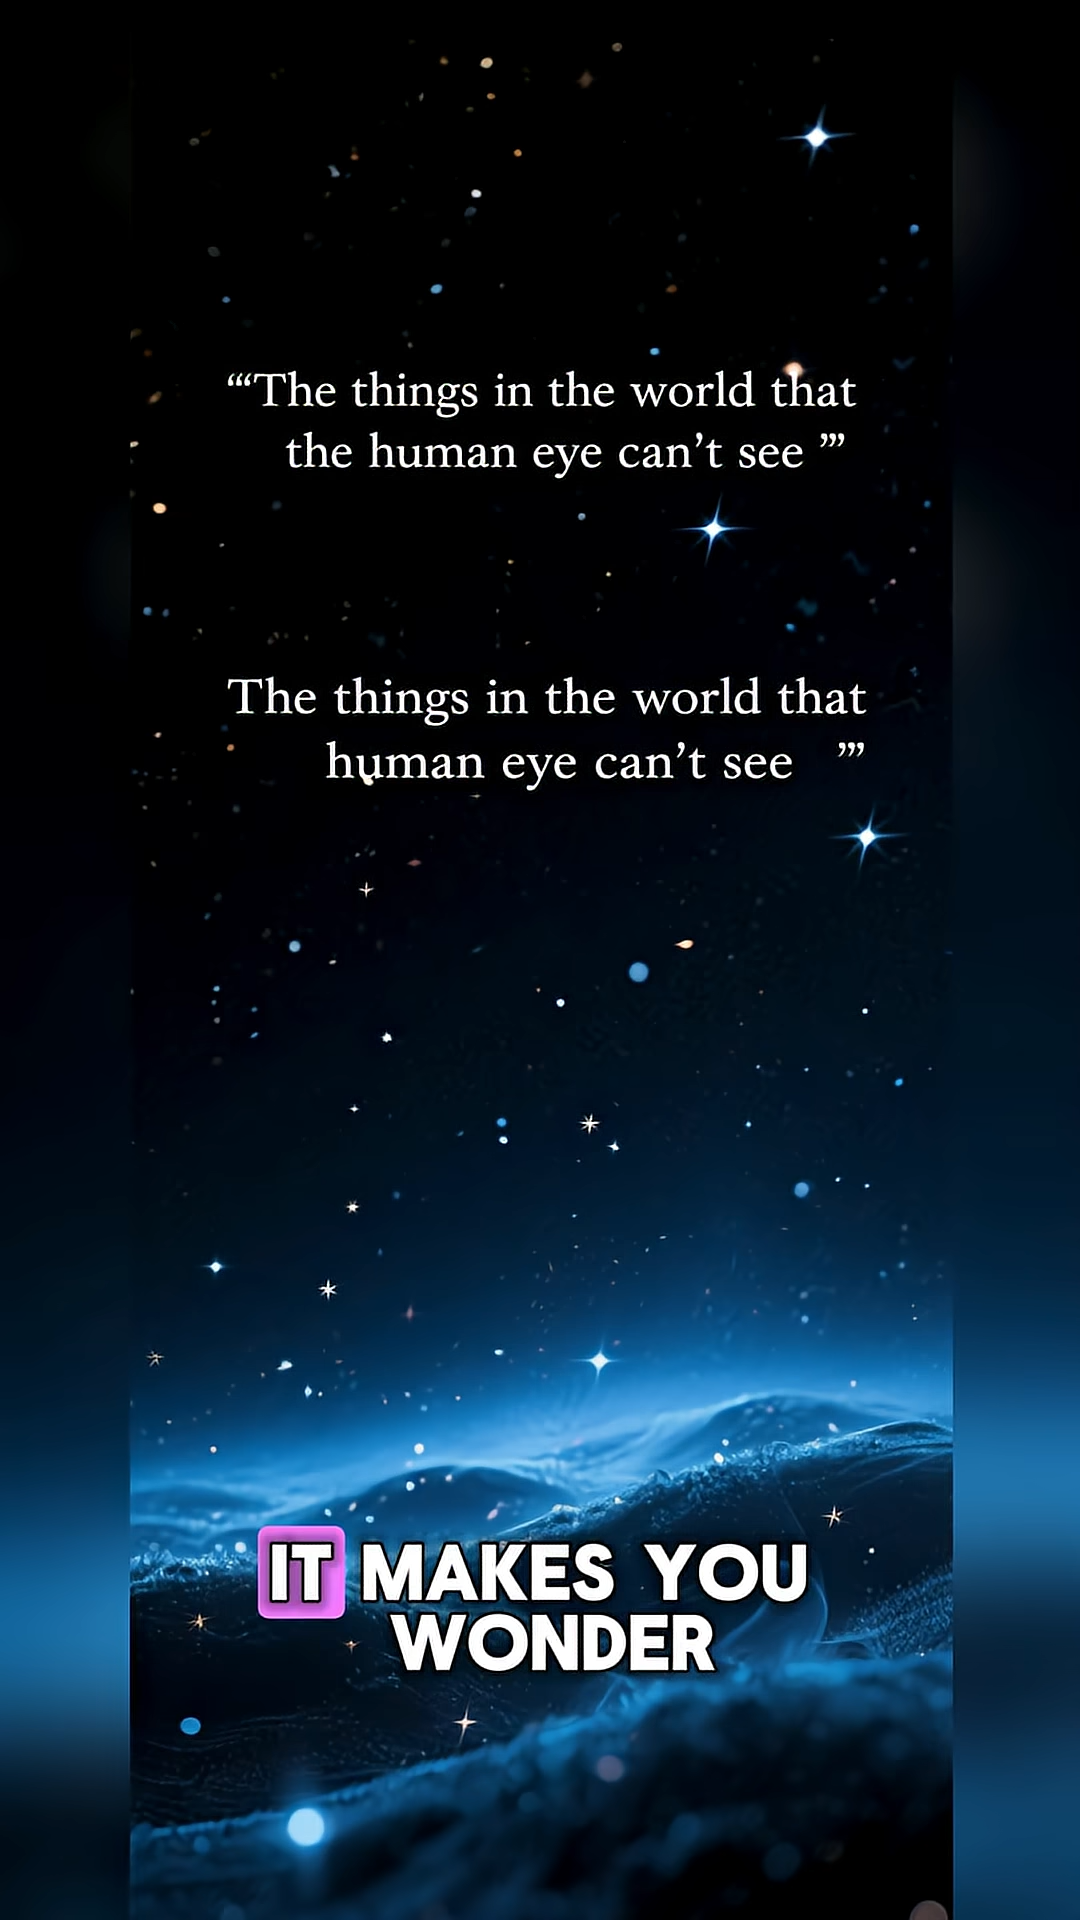 “‘The things in the world that
the human eye can’t see ’”
The things in the world that
human eye can’t see ’”
IT MAKES YOU
WONDER